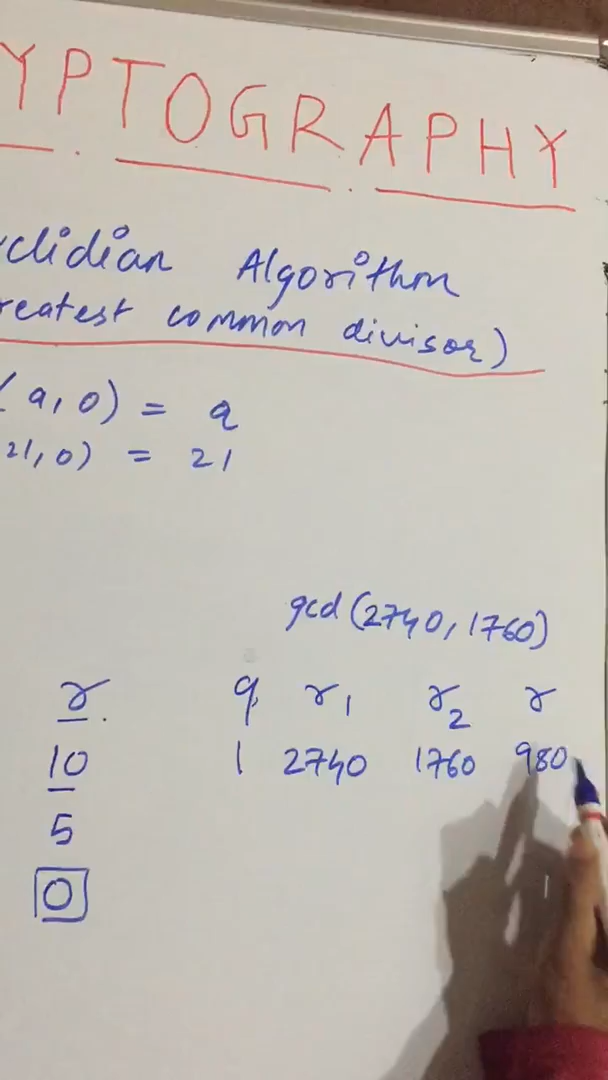 YPTOGRAPHY
clidian Algorithm
reatest common divisor)
(a,0) = a
21,0) = 21
gcd(2740,1760)
r q r1 r2 r
10 1 2740 1760 980
5
0